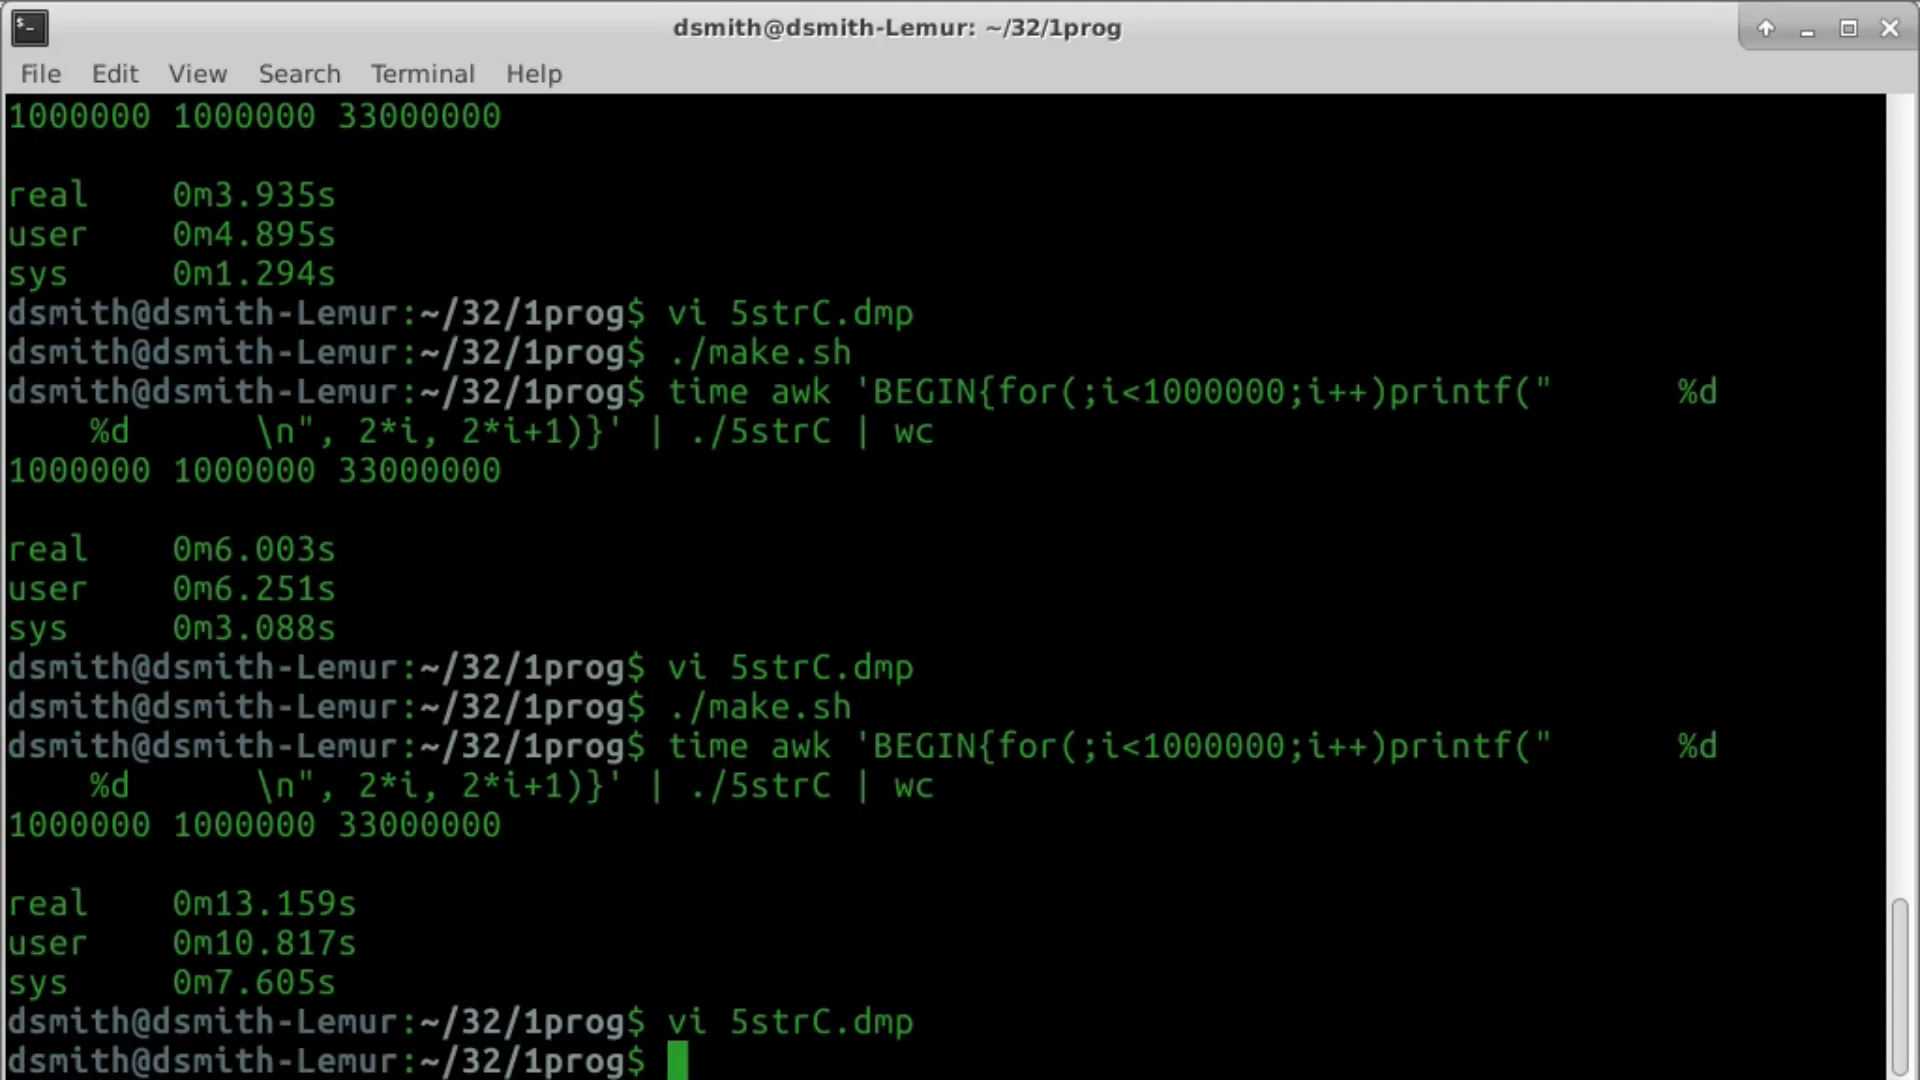 dsmith@dsmith-Lemur: ~/32/1prog
File Edit View Search Terminal Help
1000000 1000000 33000000
real 0m3.935s
user 0m4.895s
sys 0m1.294s
dsmith@dsmith-Lemur:~/32/1prog$ vi 5strC.dmp
dsmith@dsmith-Lemur:~/32/1prog$ ./make.sh
dsmith@dsmith-Lemur:~/32/1prog$ time awk 'BEGIN{for(;i<1000000;i++)printf("      %d
    %d      \n", 2*i, 2*i+1)}' | ./5strC | wc
1000000 1000000 33000000
real 0m6.003s
user 0m6.251s
sys 0m3.088s
dsmith@dsmith-Lemur:~/32/1prog$ vi 5strC.dmp
dsmith@dsmith-Lemur:~/32/1prog$ ./make.sh
dsmith@dsmith-Lemur:~/32/1prog$ time awk 'BEGIN{for(;i<1000000;i++)printf("      %d
    %d      \n", 2*i, 2*i+1)}' | ./5strC | wc
1000000 1000000 33000000
real 0m13.159s
user 0m10.817s
sys 0m7.605s
dsmith@dsmith-Lemur:~/32/1prog$ vi 5strC.dmp
dsmith@dsmith-Lemur:~/32/1prog$